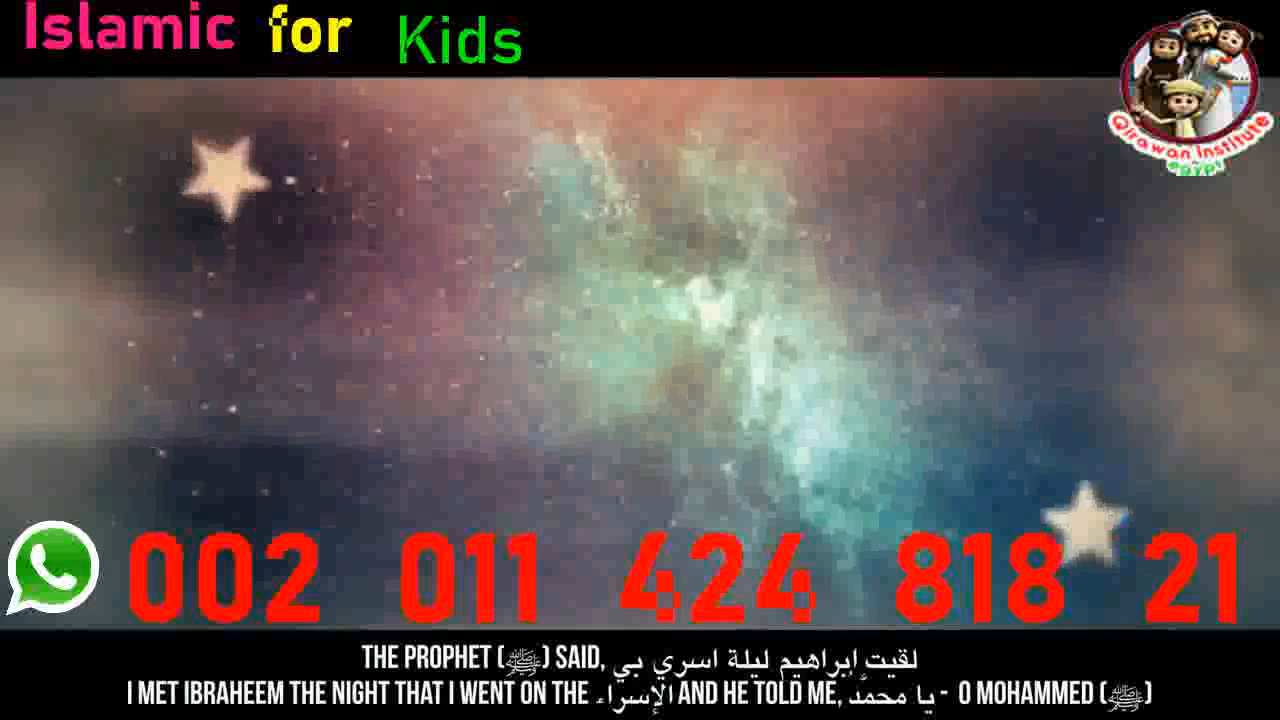 Islamic for Kids
Qirawan Institute
egypt
002 011 424 818 21
THE PROPHET (ﷺ) SAID, لقيت إبراهيم ليلة اسري بي
I MET IBRAHEEM THE NIGHT THAT I WENT ON THE الإسراء AND HE TOLD ME, يا محمَّدُ - O MOHAMMED (ﷺ)